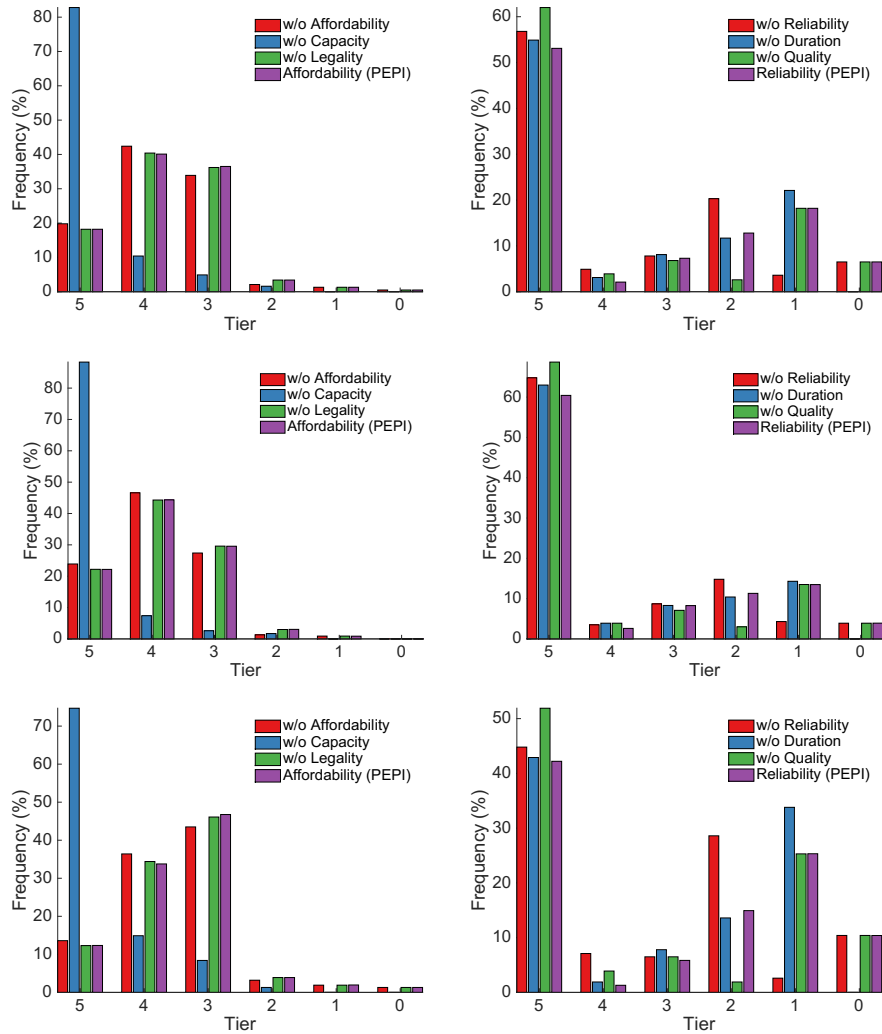 80
70
60
50
40
30
20
10
0
Frequency (%)
w/o Affordability
w/o Capacity
w/o Legality
Affordability (PEPI)
5 4 3 2 1 0
Tier
60
50
40
30
20
10
0
Frequency (%)
w/o Reliability
w/o Duration
w/o Quality
Reliability (PEPI)
5 4 3 2 1 0
Tier
80
70
60
50
40
30
20
10
0
Frequency (%)
w/o Affordability
w/o Capacity
w/o Legality
Affordability (PEPI)
5 4 3 2 1 0
Tier
60
50
40
30
20
10
0
Frequency (%)
w/o Reliability
w/o Duration
w/o Quality
Reliability (PEPI)
5 4 3 2 1 0
Tier
70
60
50
40
30
20
10
0
Frequency (%)
w/o Affordability
w/o Capacity
w/o Legality
Affordability (PEPI)
5 4 3 2 1 0
Tier
50
40
30
20
10
0
Frequency (%)
w/o Reliability
w/o Duration
w/o Quality
Reliability (PEPI)
5 4 3 2 1 0
Tier